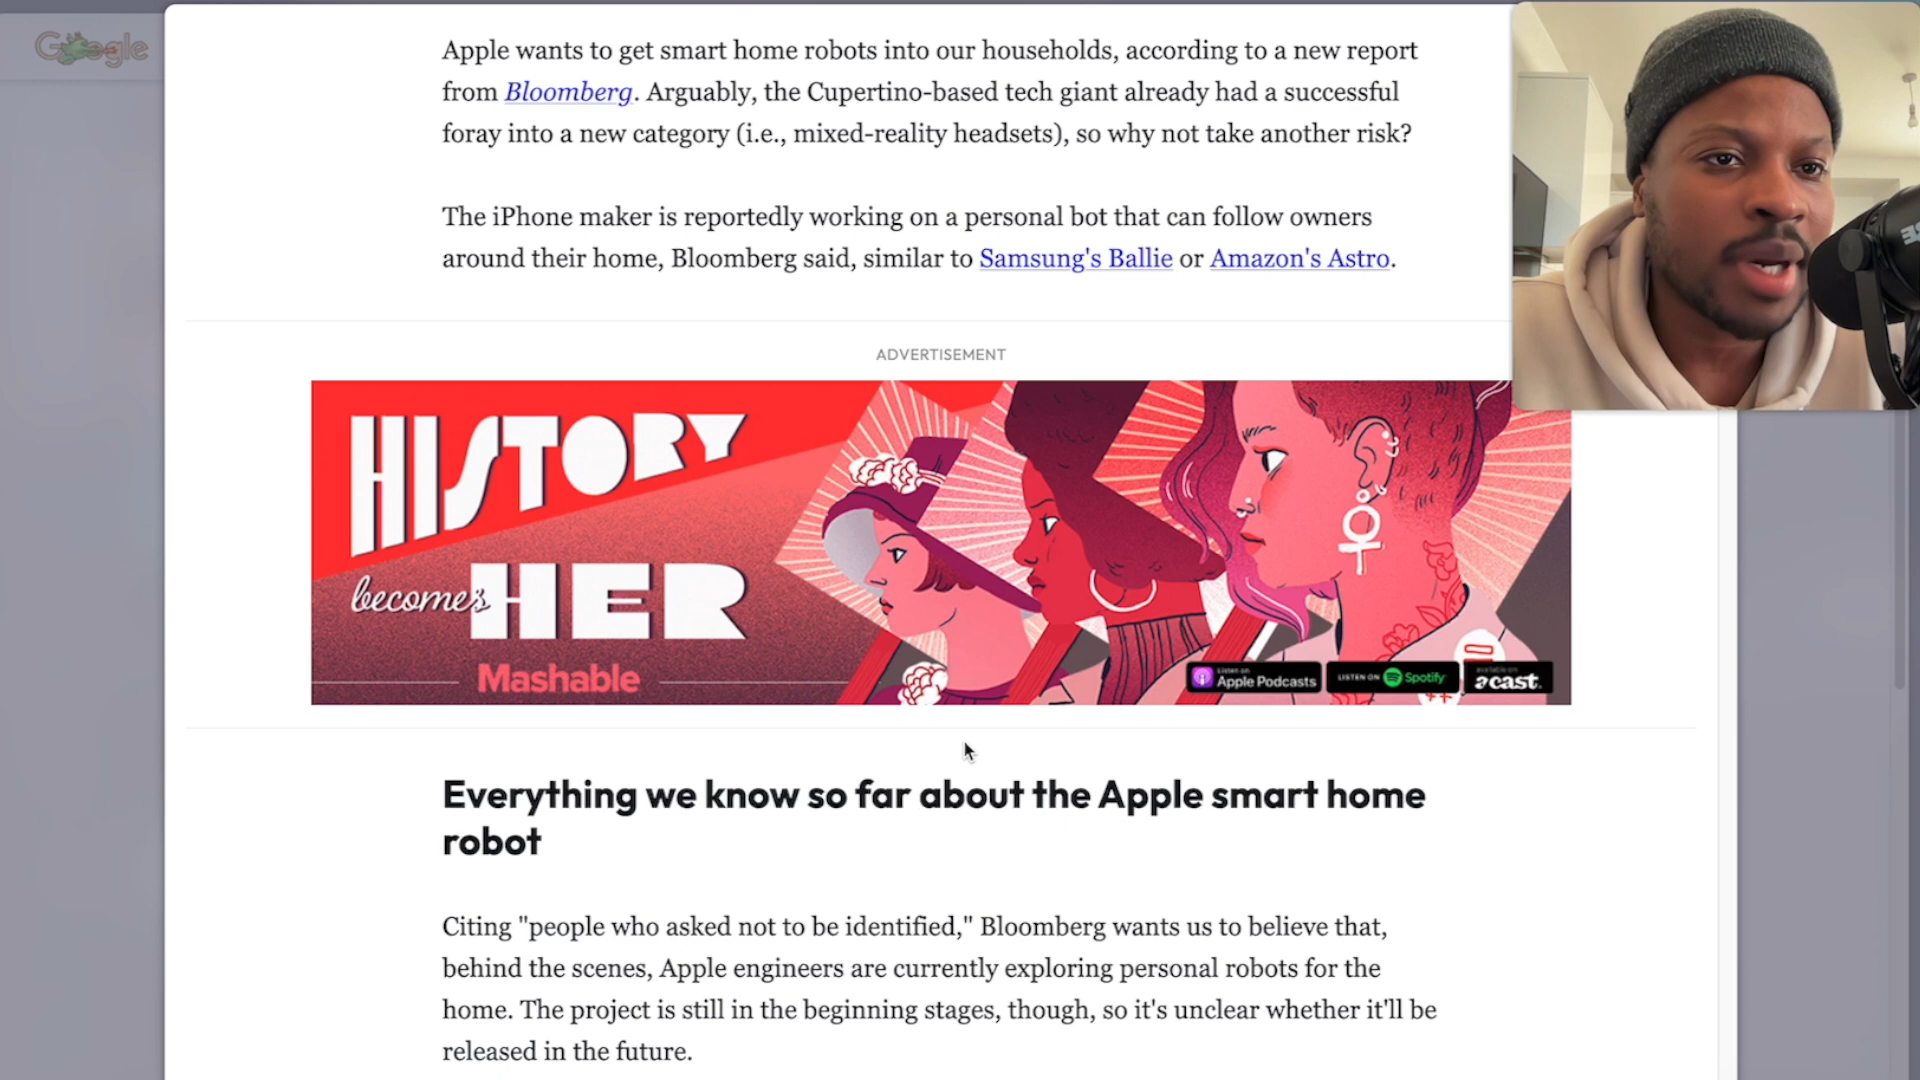 Google
Apple wants to get smart home robots into our households, according to a new report
from Bloomberg. Arguably, the Cupertino-based tech giant already had a successful
foray into a new category (i.e., mixed-reality headsets), so why not take another risk?
The iPhone maker is reportedly working on a personal bot that can follow owners
around their home, Bloomberg said, similar to Samsung's Ballie or Amazon's Astro.
ADVERTISEMENT
HISTORY
becomes HER
Mashable
Listen on
Apple Podcasts
LISTEN ON Spotify
available on
acast.
Everything we know so far about the Apple smart home
robot
Citing "people who asked not to be identified," Bloomberg wants us to believe that,
behind the scenes, Apple engineers are currently exploring personal robots for the
home. The project is still in the beginning stages, though, so it's unclear whether it'll be
released in the future.